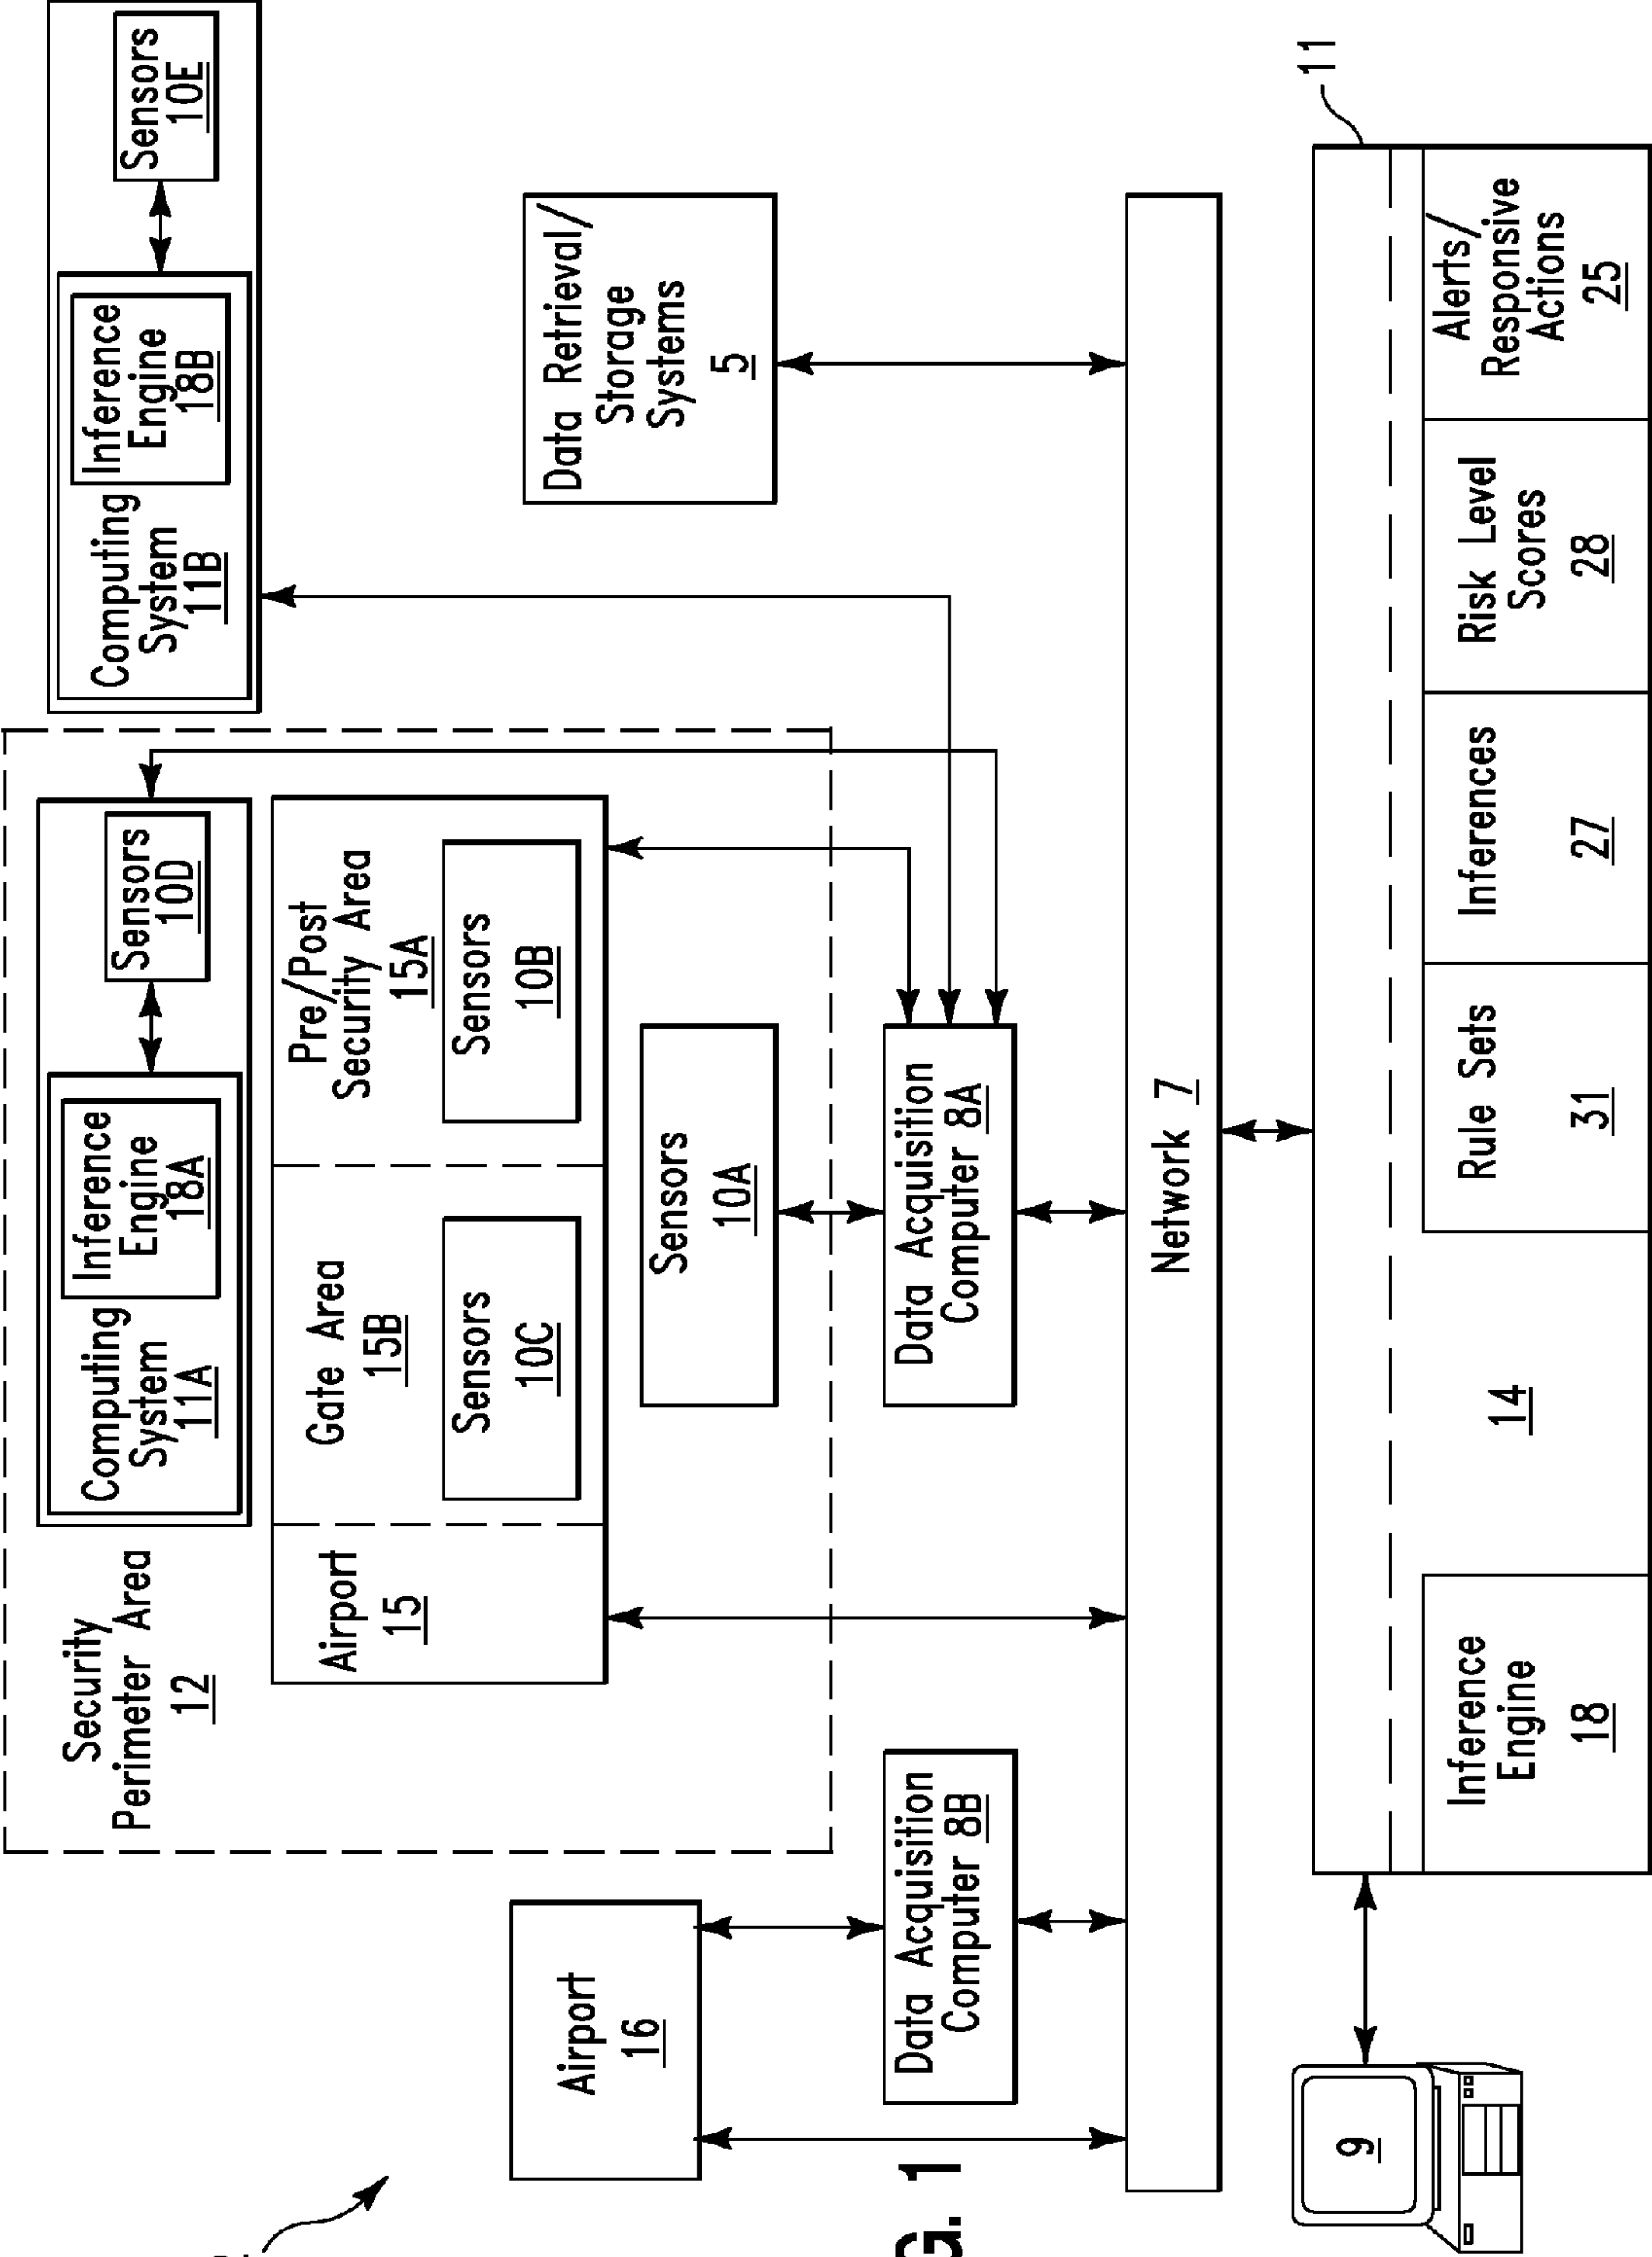 Security
Perimeter Area
12
Computing
System
11A
Inference
Engine
18A
Sensors
10D
Computing
System
11B
Inference
Engine
18B
Sensors
10E
Airport
15
Gate Area
15B
Sensors
10C
Pre/Post
Security Area
15A
Sensors
10B
Airport
16
Sensors
10A
Data Retrieval/
Storage
Systems
5
Data Acquisition
Computer 8B
Data Acquisition
Computer 8A
Network 7
11
9
Inference
Engine
18
14
Rule Sets
31
Inferences
27
Risk Level
Scores
28
Alerts/
Responsive
Actions
25
G. 1